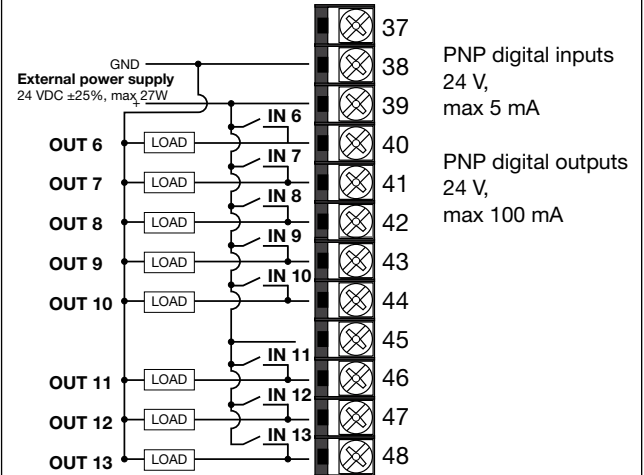 37
GND
38
External power supply
24 VDC ±25%, max 27W
+
39
PNP digital inputs
24 V,
max 5 mA
IN 6
OUT 6
LOAD
40
IN 7
OUT 7
LOAD
41
PNP digital outputs
24 V,
max 100 mA
IN 8
OUT 8
LOAD
42
IN 9
OUT 9
LOAD
43
IN 10
OUT 10
LOAD
44
45
IN 11
OUT 11
LOAD
46
IN 12
OUT 12
LOAD
47
IN 13
OUT 13
LOAD
48